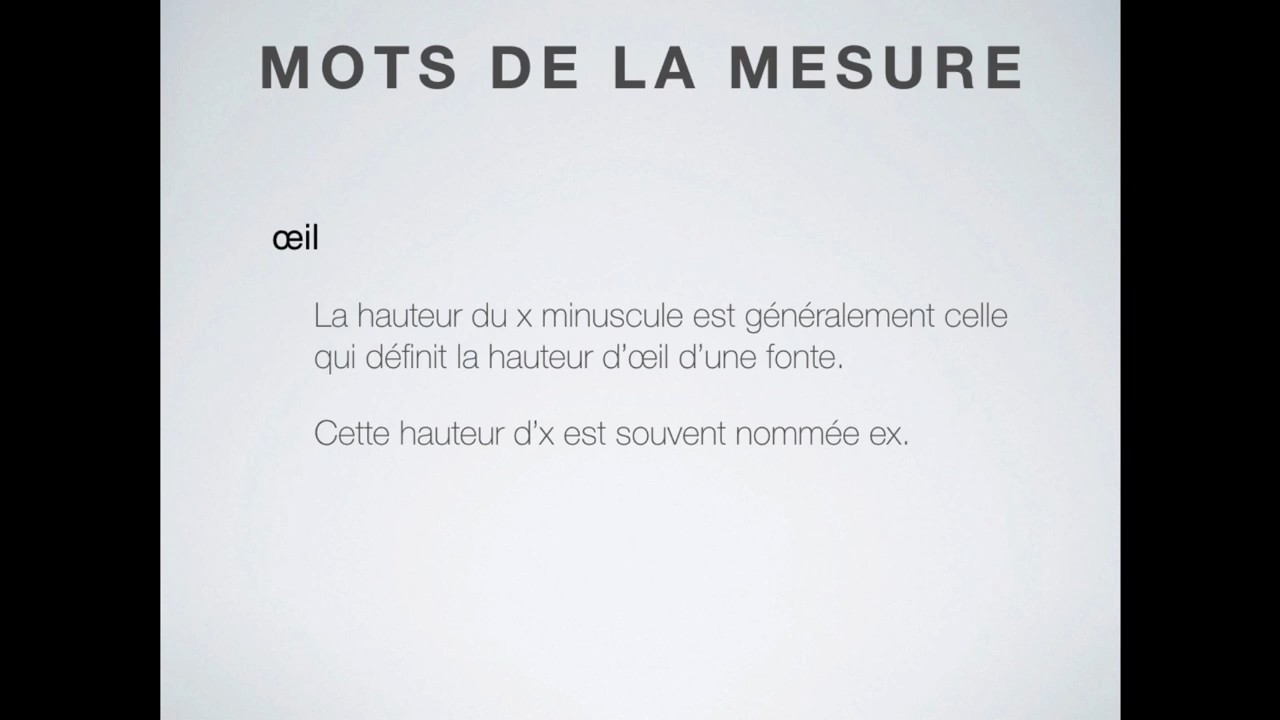 MOTS DE LA MESURE
œil
La hauteur du x minuscule est généralement celle
qui définit la hauteur d’œil d’une fonte.
Cette hauteur d’x est souvent nommée ex.